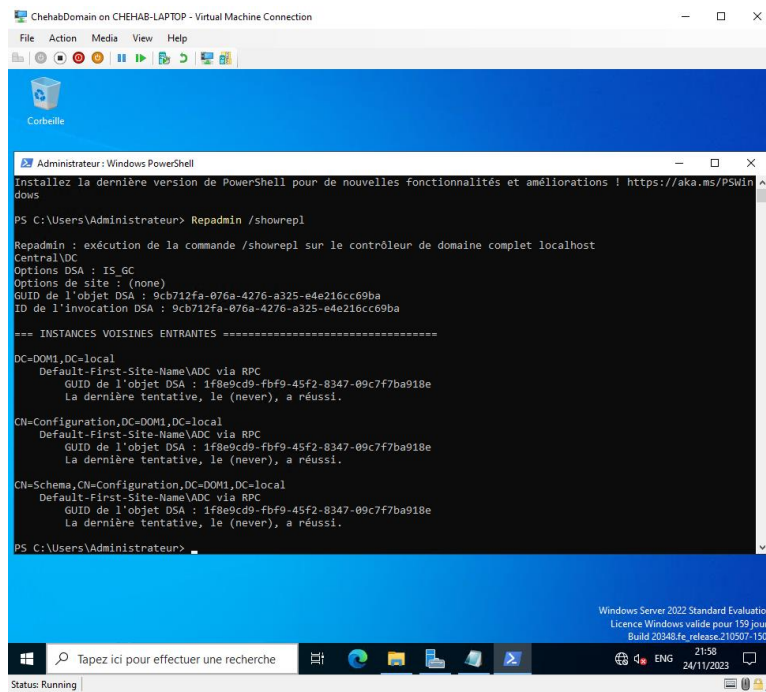 ChehabDomain on CHEHAB-LAPTOP - Virtual Machine Connection
File Action Media View Help
Corbeille
Administrateur : Windows PowerShell
Installez la dernière version de PowerShell pour de nouvelles fonctionnalités et améliorations ! https://aka.ms/PSWin
dows
PS C:\Users\Administrateur> Repadmin /showrepl
Repadmin : exécution de la commande /showrepl sur le contrôleur de domaine complet localhost
Central\DC
Options DSA : IS_GC
Options de site : (none)
GUID de l'objet DSA : 9cb712fa-076a-4276-a325-e4e216cc69ba
ID de l'invocation DSA : 9cb712fa-076a-4276-a325-e4e216cc69ba
=== INSTANCES VOISINES ENTRANTES ==================================
DC=DOM1,DC=local
Default-First-Site-Name\ADC via RPC
GUID de l'objet DSA : 1f8e9cd9-fbf9-45f2-8347-09c7f7ba918e
La dernière tentative, le (never), a réussi.
CN=Configuration,DC=DOM1,DC=local
Default-First-Site-Name\ADC via RPC
GUID de l'objet DSA : 1f8e9cd9-fbf9-45f2-8347-09c7f7ba918e
La dernière tentative, le (never), a réussi.
CN=Schema,CN=Configuration,DC=DOM1,DC=local
Default-First-Site-Name\ADC via RPC
GUID de l'objet DSA : 1f8e9cd9-fbf9-45f2-8347-09c7f7ba918e
La dernière tentative, le (never), a réussi.
PS C:\Users\Administrateur>
Windows Server 2022 Standard Evaluatio
Licence Windows valide pour 159 jou
Build 20348.fe_release.210507-150
Tapez ici pour effectuer une recherche
ENG
21:58
24/11/2023
Status: Running